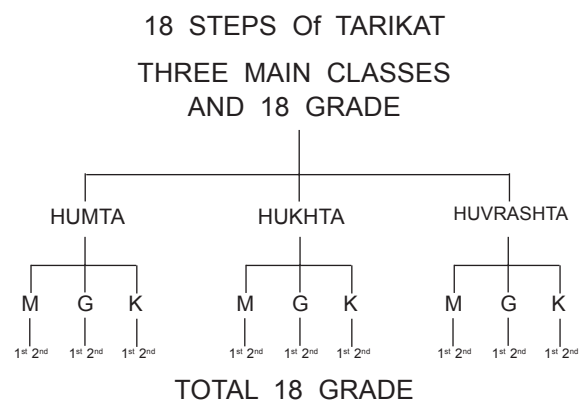 18 STEPS Of TARIKAT
THREE MAIN CLASSES
AND 18 GRADE
HUMTA HUKHTA HUVRASHTA
M G K M G K M G K
1st 2nd 1st 2nd 1st 2nd 1st 2nd 1st 2nd 1st 2nd 1st 2nd 1st 2nd 1st 2nd
TOTAL 18 GRADE